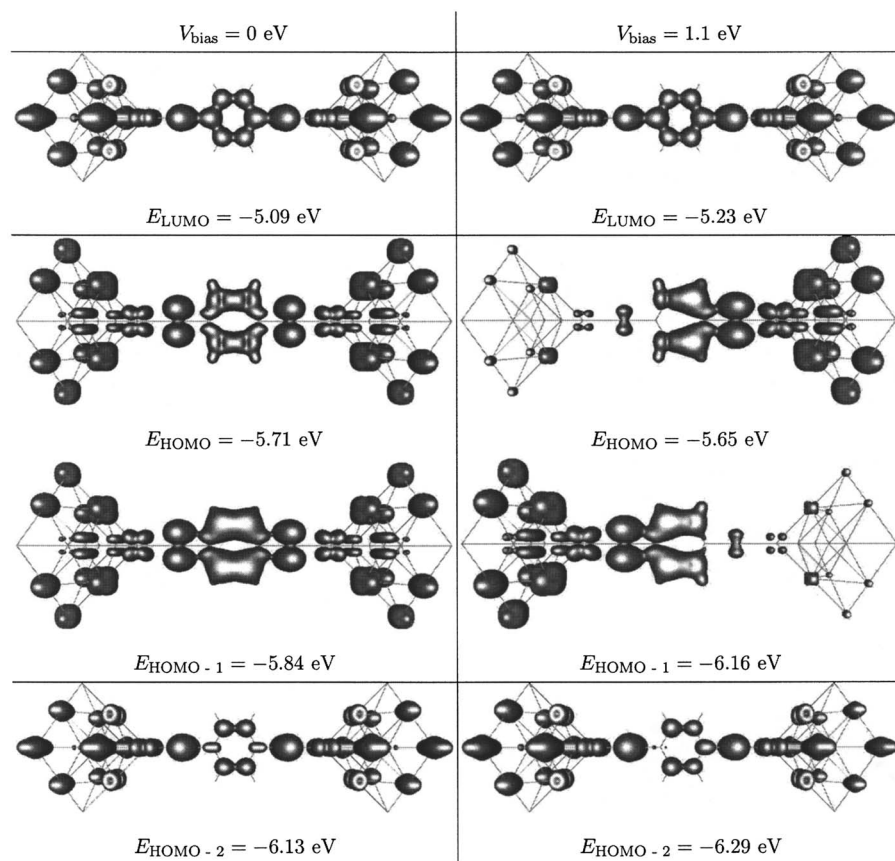 V_bias = 0 eV V_bias = 1.1 eV
E_LUMO = −5.09 eV E_LUMO = −5.23 eV
E_HOMO = −5.71 eV E_HOMO = −5.65 eV
E_HOMO - 1 = −5.84 eV E_HOMO - 1 = −6.16 eV
E_HOMO - 2 = −6.13 eV E_HOMO - 2 = −6.29 eV